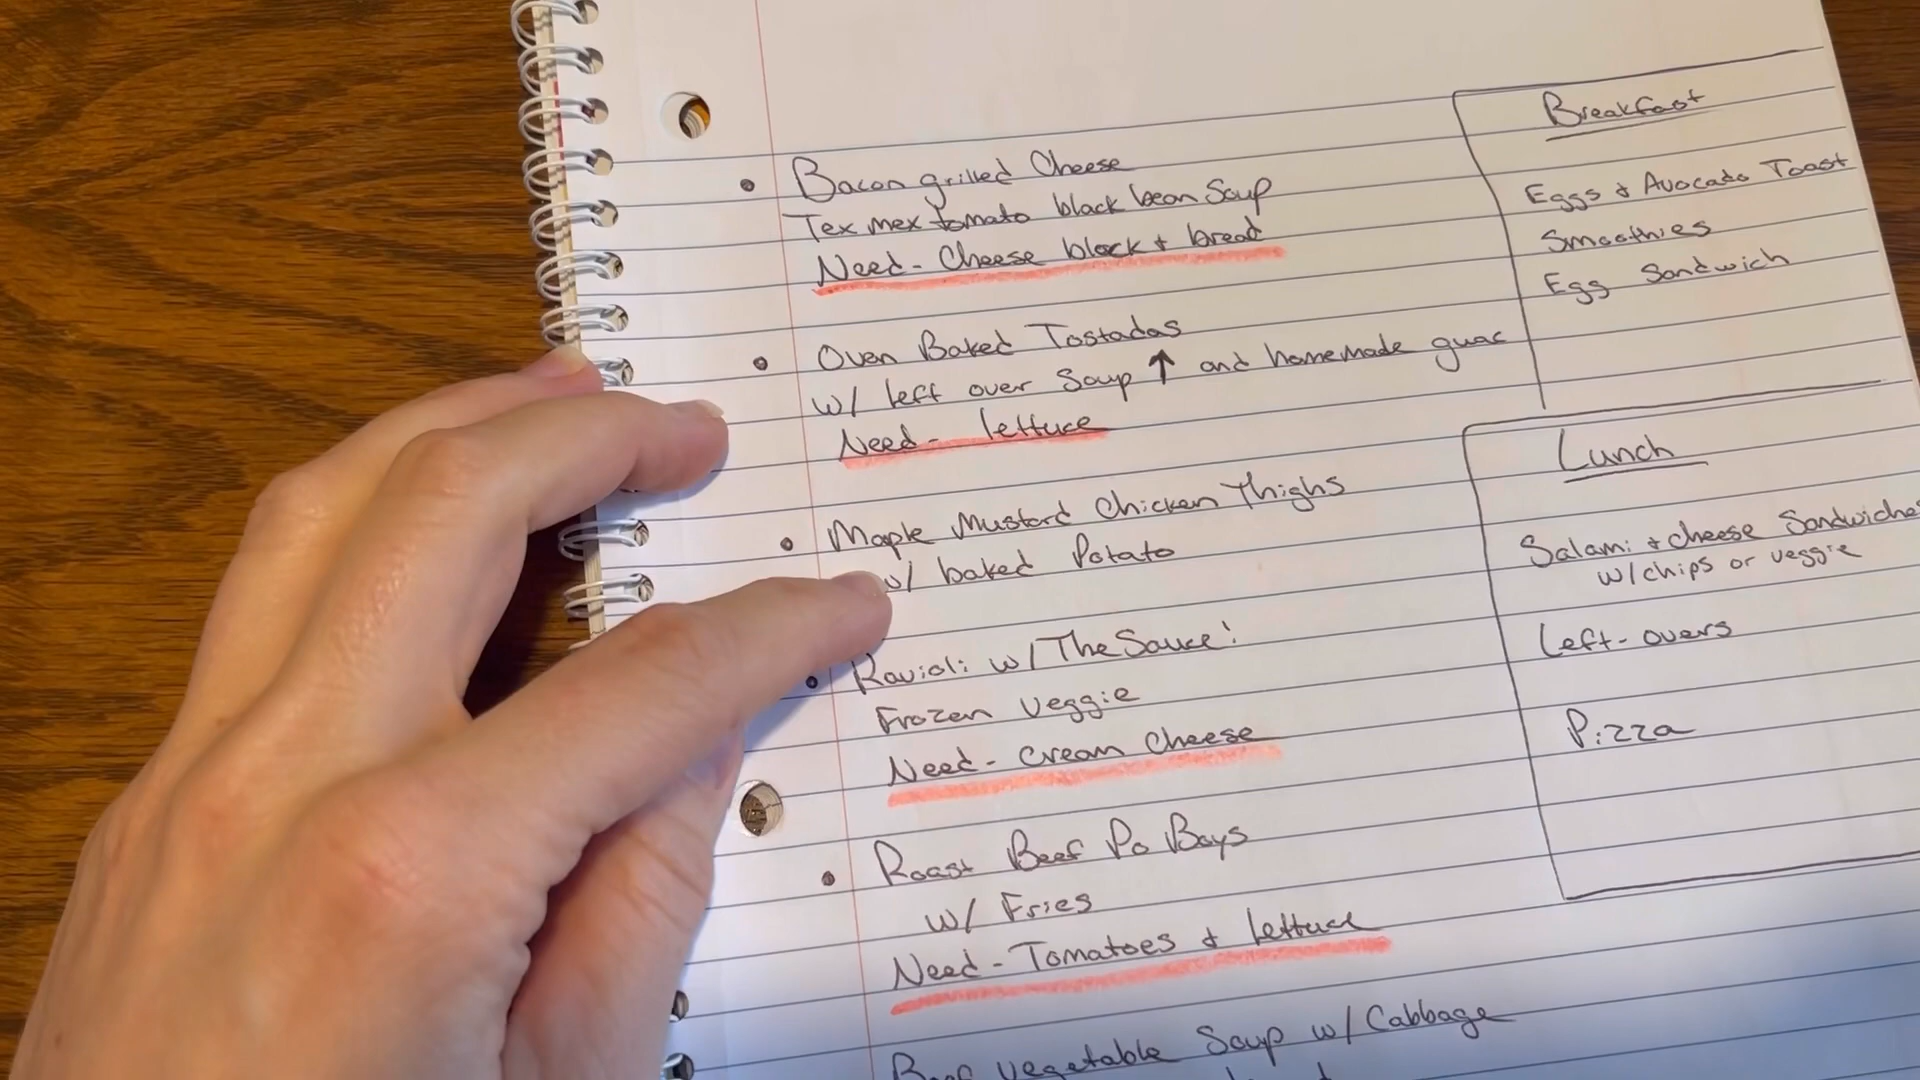 Bacon grilled Cheese
Tex mex tomato black bean Soup
Need - Cheese block + bread
Oven Baked Tostadas
w/ left over Soup ↑ and homemade guac
Need - lettuce
Maple Mustard Chicken Thighs
w/ baked Potato
Ravioli w/ The Sauce!
Frozen Veggie
Need - Cream Cheese
Roast Beef Po Boys
w/ Fries
Need - Tomatoes + lettuce
Beef Vegetable Soup w/ Cabbage
Breakfast
Eggs + Avocado Toast
Smoothies
Egg Sandwich
Lunch
Salami + cheese Sandwiches
w/ chips or veggie
Left-overs
Pizza